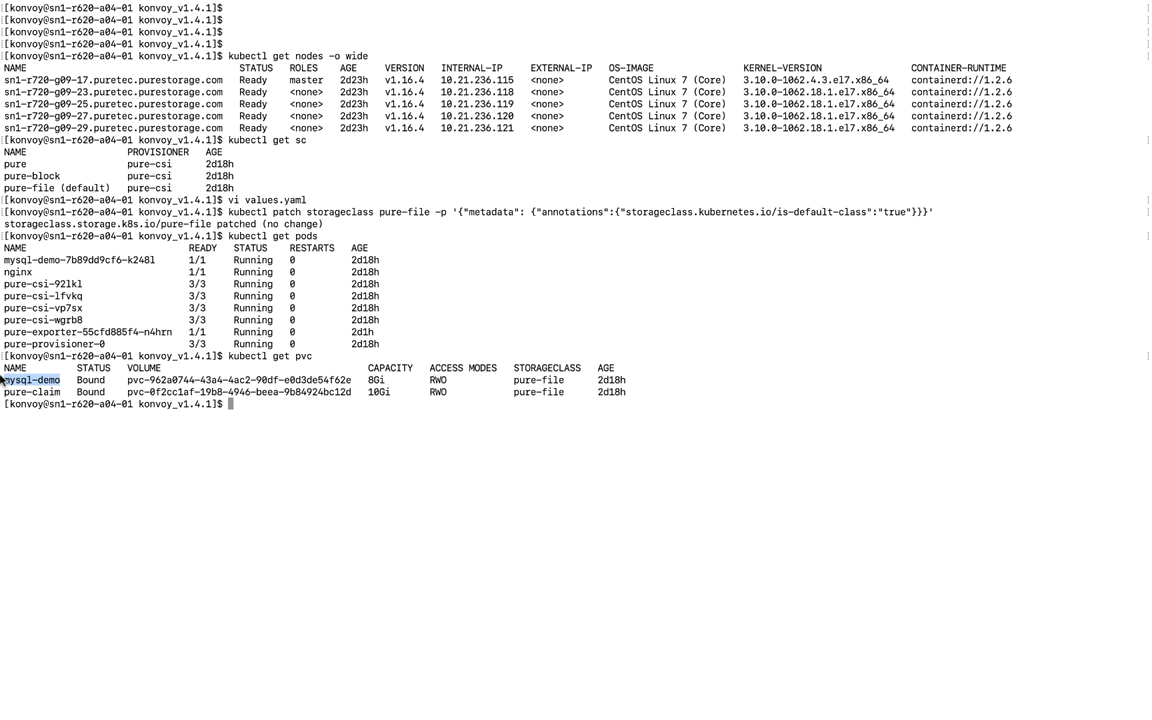 [konvoy@sn1-r620-a04-01 konvoy_v1.4.1]$
[konvoy@sn1-r620-a04-01 konvoy_v1.4.1]$
[konvoy@sn1-r620-a04-01 konvoy_v1.4.1]$
[konvoy@sn1-r620-a04-01 konvoy_v1.4.1]$
[konvoy@sn1-r620-a04-01 konvoy_v1.4.1]$ kubectl get nodes -o wide
NAME STATUS ROLES AGE VERSION INTERNAL-IP EXTERNAL-IP OS-IMAGE KERNEL-VERSION CONTAINER-RUNTIME
sn1-r720-g09-17.puretec.purestorage.com Ready master 2d23h v1.16.4 10.21.236.115 <none> CentOS Linux 7 (Core) 3.10.0-1062.4.3.el7.x86_64 containerd://1.2.6
sn1-r720-g09-23.puretec.purestorage.com Ready <none> 2d23h v1.16.4 10.21.236.118 <none> CentOS Linux 7 (Core) 3.10.0-1062.18.1.el7.x86_64 containerd://1.2.6
sn1-r720-g09-25.puretec.purestorage.com Ready <none> 2d23h v1.16.4 10.21.236.119 <none> CentOS Linux 7 (Core) 3.10.0-1062.18.1.el7.x86_64 containerd://1.2.6
sn1-r720-g09-27.puretec.purestorage.com Ready <none> 2d23h v1.16.4 10.21.236.120 <none> CentOS Linux 7 (Core) 3.10.0-1062.18.1.el7.x86_64 containerd://1.2.6
sn1-r720-g09-29.puretec.purestorage.com Ready <none> 2d23h v1.16.4 10.21.236.121 <none> CentOS Linux 7 (Core) 3.10.0-1062.18.1.el7.x86_64 containerd://1.2.6
[konvoy@sn1-r620-a04-01 konvoy_v1.4.1]$ kubectl get sc
NAME PROVISIONER AGE
pure pure-csi 2d18h
pure-block pure-csi 2d18h
pure-file (default) pure-csi 2d18h
[konvoy@sn1-r620-a04-01 konvoy_v1.4.1]$ vi values.yaml
[konvoy@sn1-r620-a04-01 konvoy_v1.4.1]$ kubectl patch storageclass pure-file -p '{"metadata": {"annotations":{"storageclass.kubernetes.io/is-default-class":"true"}}}'
storageclass.storage.k8s.io/pure-file patched (no change)
[konvoy@sn1-r620-a04-01 konvoy_v1.4.1]$ kubectl get pods
NAME READY STATUS RESTARTS AGE
mysql-demo-7b89dd9cf6-k248l 1/1 Running 0 2d18h
nginx 1/1 Running 0 2d18h
pure-csi-92lkl 3/3 Running 0 2d18h
pure-csi-lfvkq 3/3 Running 0 2d18h
pure-csi-vp7sx 3/3 Running 0 2d18h
pure-csi-wgrb8 3/3 Running 0 2d18h
pure-exporter-55cfd885f4-n4hrn 1/1 Running 0 2d1h
pure-provisioner-0 3/3 Running 0 2d18h
[konvoy@sn1-r620-a04-01 konvoy_v1.4.1]$ kubectl get pvc
NAME STATUS VOLUME CAPACITY ACCESS MODES STORAGECLASS AGE
mysql-demo Bound pvc-962a0744-43a4-4ac2-90df-e0d3de54f62e 8Gi RWO pure-file 2d18h
pure-claim Bound pvc-0f2cc1af-19b8-4946-beea-9b84924bc12d 10Gi RWO pure-file 2d18h
[konvoy@sn1-r620-a04-01 konvoy_v1.4.1]$